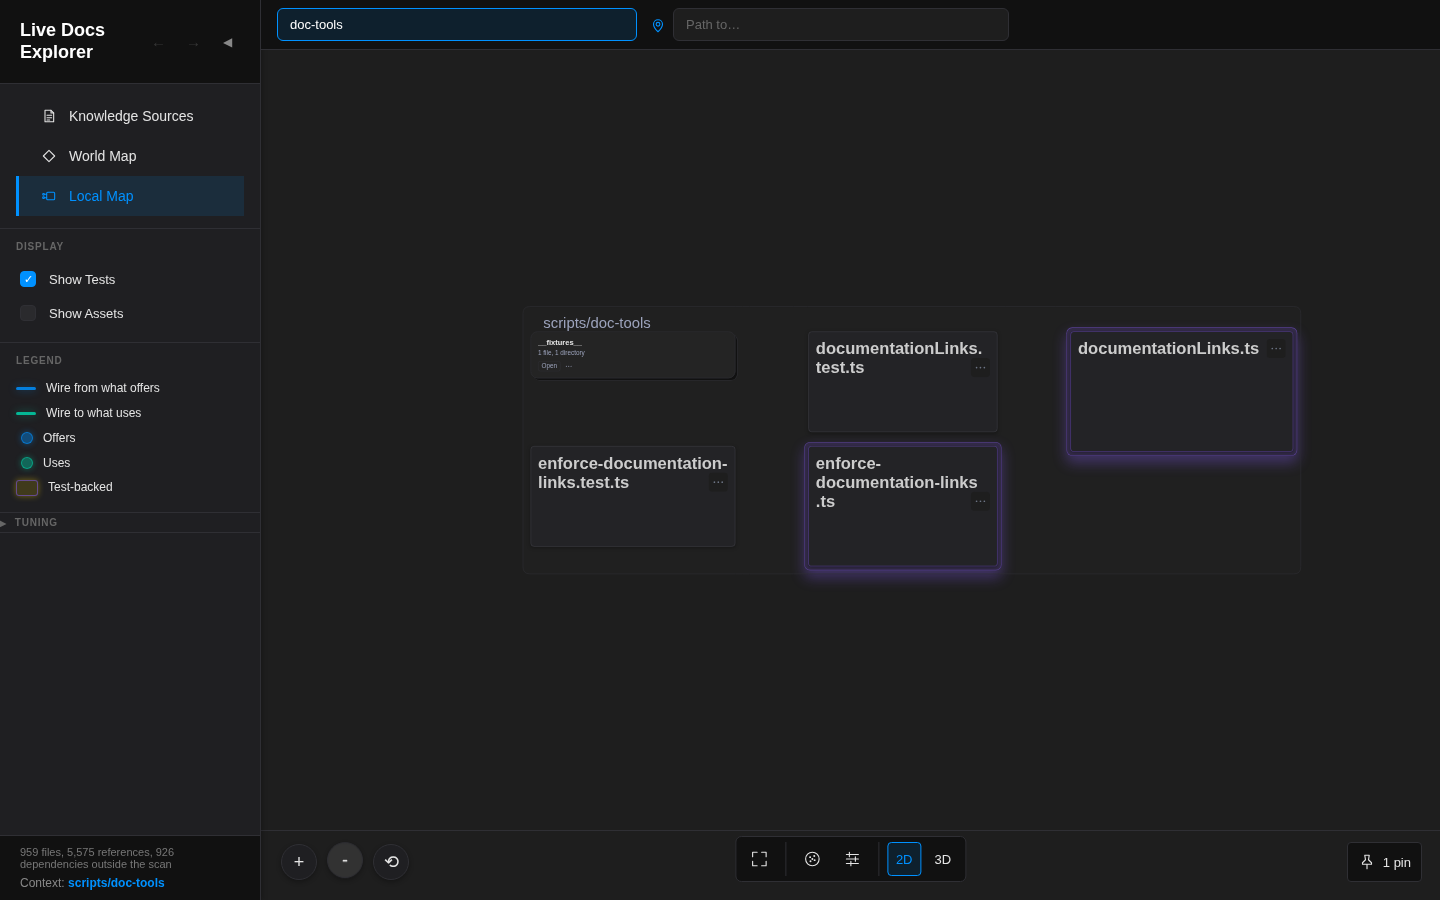 Live Docs
Explorer
← → ◀
doc-tools
Path to…
Knowledge Sources
World Map
Local Map
DISPLAY
✓ Show Tests
Show Assets
LEGEND
Wire from what offers
Wire to what uses
Offers
Uses
Test-backed
▶ TUNING
959 files, 5,575 references, 926
dependencies outside the scan
Context: scripts/doc-tools
scripts/doc-tools
__fixtures__
1 file, 1 directory
Open ⋯
documentationLinks.
test.ts ⋯
documentationLinks.ts ⋯
enforce-documentation-
links.test.ts ⋯
enforce-
documentation-links
.ts ⋯
+ - ⟲
2D 3D
1 pin